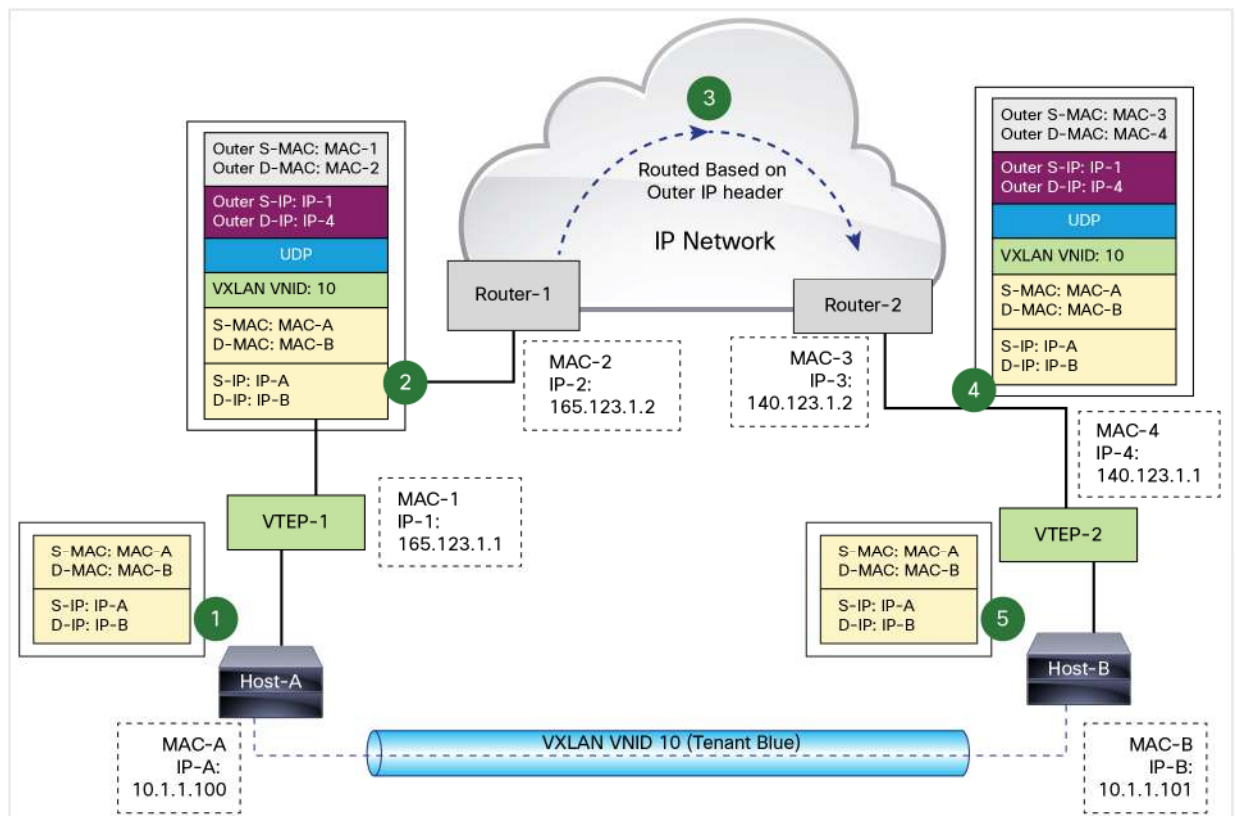 3
Routed Based on
Outer IP header
IP Network
Outer S-MAC: MAC-1
Outer D-MAC: MAC-2
Outer S-IP: IP-1
Outer D-IP: IP-4
UDP
VXLAN VNID: 10
S-MAC: MAC-A
D-MAC: MAC-B
S-IP: IP-A
D-IP: IP-B
2
Router-1
MAC-2
IP-2:
165.123.1.2
Router-2
MAC-3
IP-3:
140.123.1.2
Outer S-MAC: MAC-3
Outer D-MAC: MAC-4
Outer S-IP: IP-1
Outer D-IP: IP-4
UDP
VXLAN VNID: 10
S-MAC: MAC-A
D-MAC: MAC-B
S-IP: IP-A
D-IP: IP-B
4
MAC-4
IP-4:
140.123.1.1
VTEP-1
MAC-1
IP-1:
165.123.1.1
VTEP-2
S-MAC: MAC-A
D-MAC: MAC-B
S-IP: IP-A
D-IP: IP-B
1
Host-A
S-MAC: MAC-A
D-MAC: MAC-B
S-IP: IP-A
D-IP: IP-B
5
Host-B
MAC-A
IP-A:
10.1.1.100
VXLAN VNID 10 (Tenant Blue)
MAC-B
IP-B:
10.1.1.101